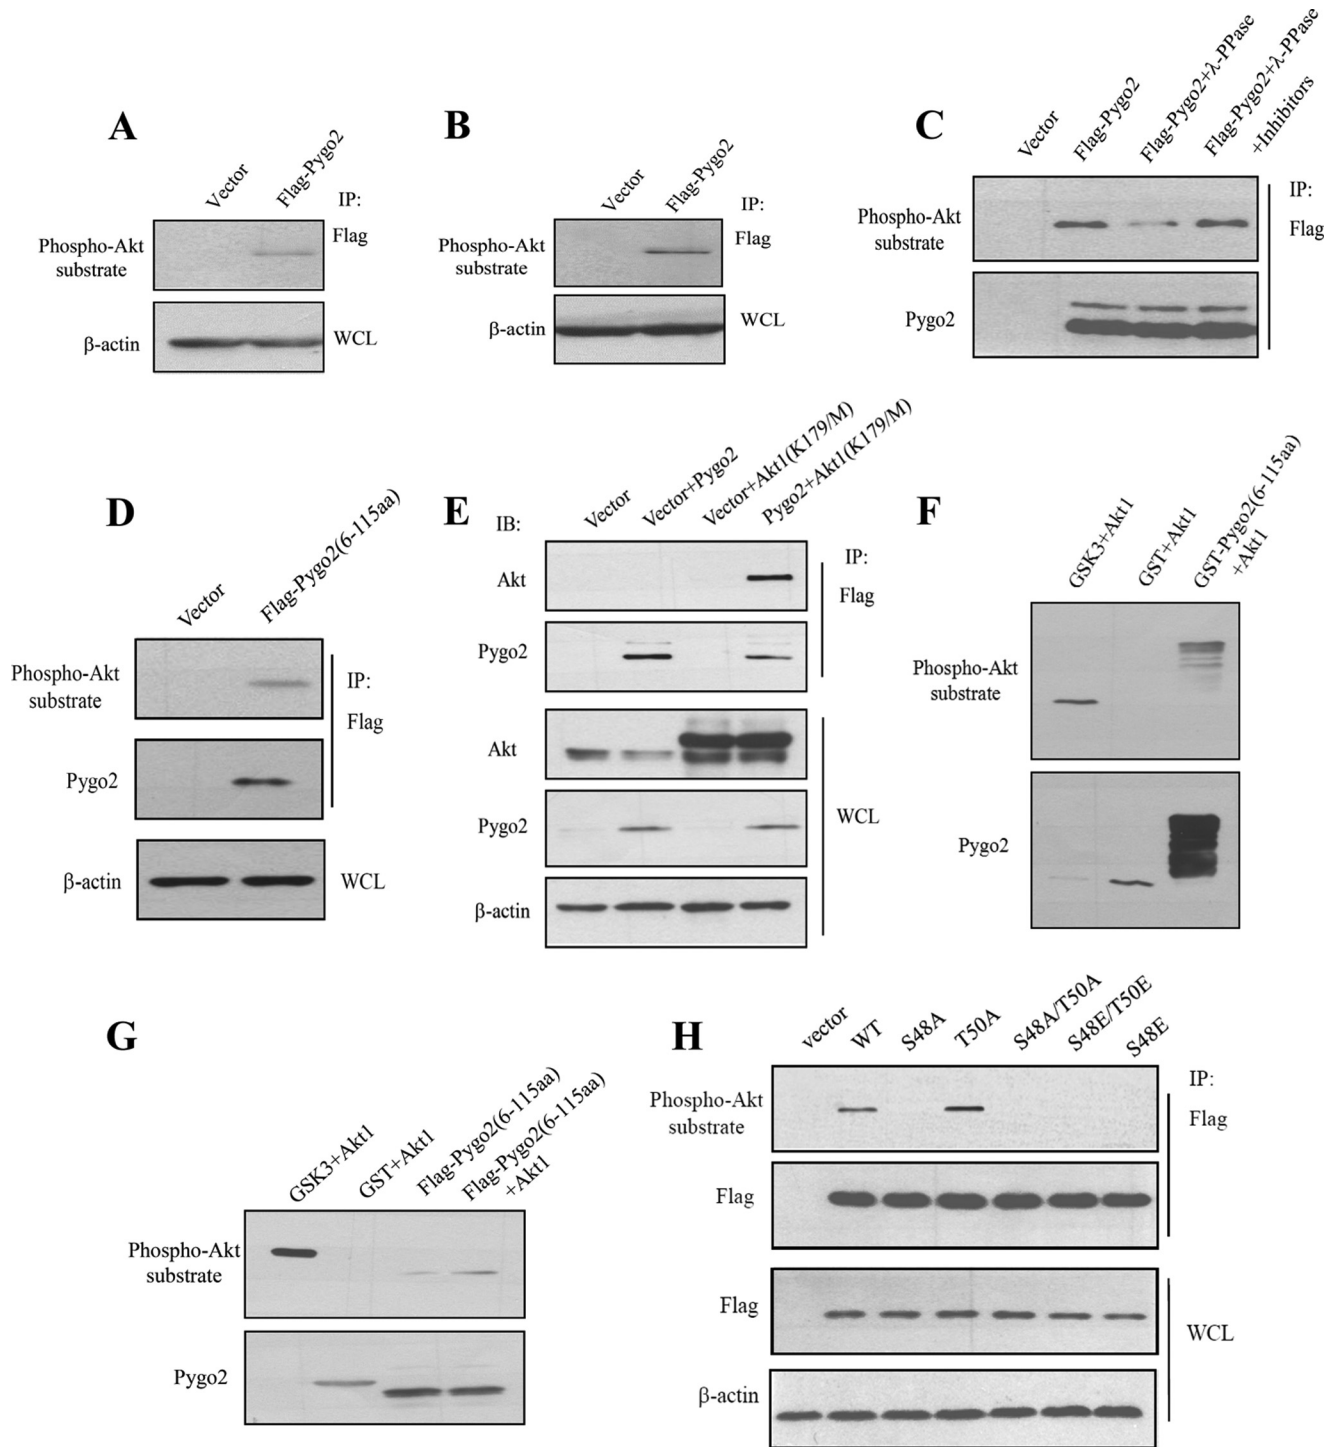 A
Vector
Flag-Pygo2
IP:
Flag
Phospho-Akt
substrate
β-actin
WCL
B
Vector
Flag-Pygo2
IP:
Flag
Phospho-Akt
substrate
β-actin
WCL
C
Vector
Flag-Pygo2
Flag-Pygo2+λ-PPase
Flag-Pygo2+λ-PPase
+Inhibitors
IP:
Flag
Phospho-Akt
substrate
Pygo2
D
Vector
Flag-Pygo2(6-115aa)
Phospho-Akt
substrate
IP:
Flag
Pygo2
β-actin
WCL
E
IB:
Vector
Vector+Pygo2
Vector+Akt1(K179/M)
Pygo2+Akt1(K179/M)
IP:
Flag
Akt
Pygo2
Akt
Pygo2
WCL
β-actin
F
GSK3+Akt1
GST+Akt1
GST-Pygo2(6-115aa)
+Akt1
Phospho-Akt
substrate
Pygo2
G
GSK3+Akt1
GST+Akt1
Flag-Pygo2(6-115aa)
Flag-Pygo2(6-115aa)
+Akt1
Phospho-Akt
substrate
Pygo2
H
vector
WT
S48A
T50A
S48A/T50A
S48E/T50E
S48E
IP:
Flag
Phospho-Akt
substrate
Flag
Flag
WCL
β-actin